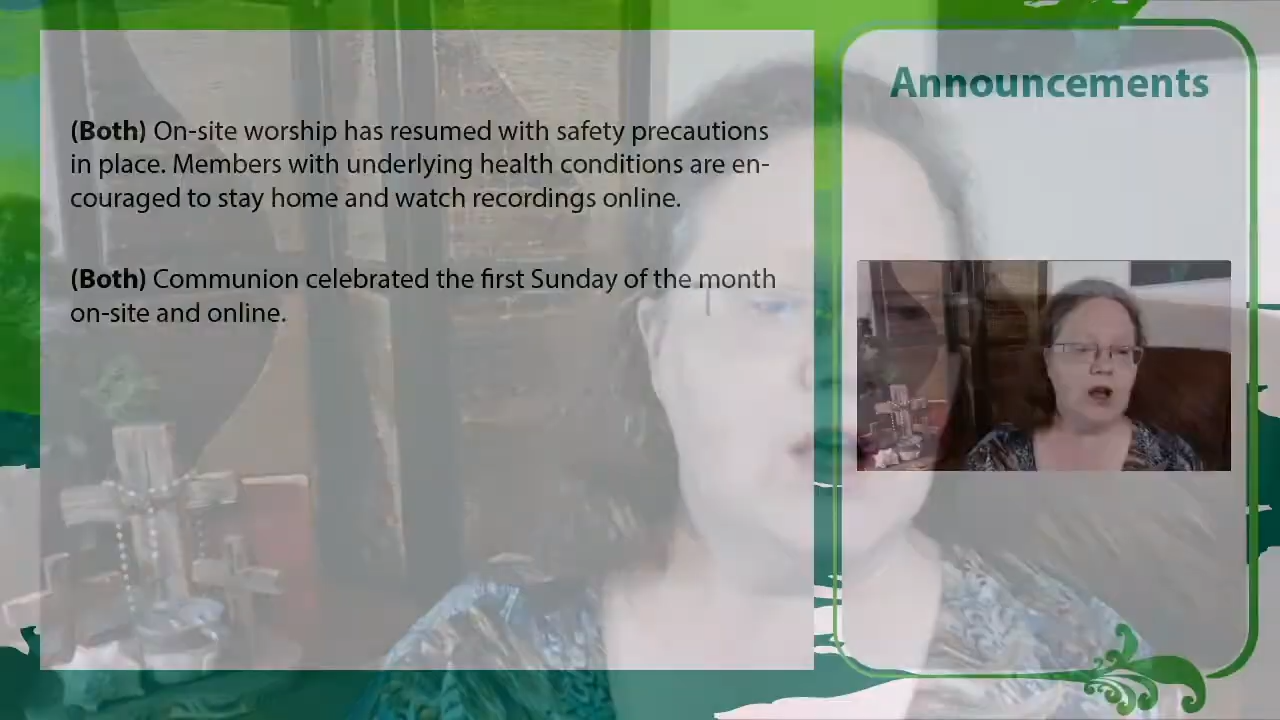 Announcements
(Both) On-site worship has resumed with safety precautions
in place. Members with underlying health conditions are en-
couraged to stay home and watch recordings online.
(Both) Communion celebrated the first Sunday of the month
on-site and online.